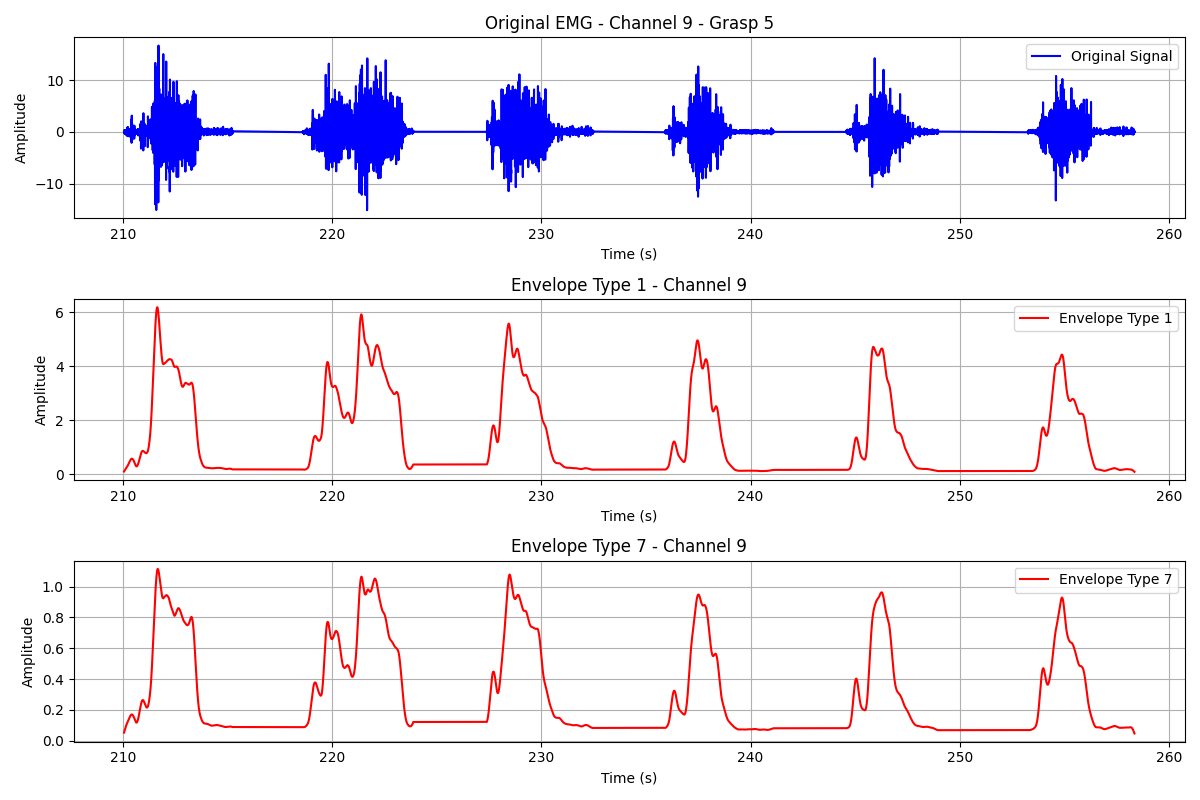 Original EMG - Channel 9 - Grasp 5
Original Signal
Amplitude
10
0
−10
210 220 230 240 250 260
Time (s)
Envelope Type 1 - Channel 9
Envelope Type 1
Amplitude
6
4
2
0
210 220 230 240 250 260
Time (s)
Envelope Type 7 - Channel 9
Envelope Type 7
Amplitude
1.0
0.8
0.6
0.4
0.2
0.0
210 220 230 240 250 260
Time (s)